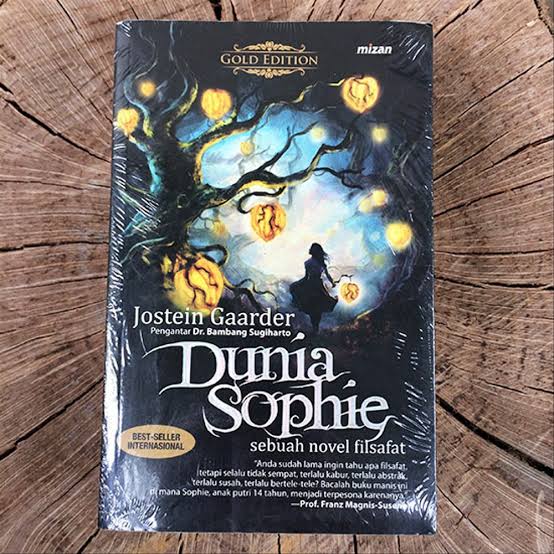 GOLD EDITION
mizan
Jostein Gaarder
Pengantar Dr. Bambang Sugiharto
Dunia
Sophie
sebuah novel filsafat
BEST-SELLER
INTERNASIONAL
"Anda sudah lama ingin tahu apa filsafat,
tetapi selalu tidak sempat, terlalu kabur, terlalu abstrak,
terlalu susah, terlalu bertele-tele? Bacalah buku manis ini
di mana Sophie, anak putri 14 tahun, menjadi terpesona karenanya."
—Prof. Franz Magnis-Suseno